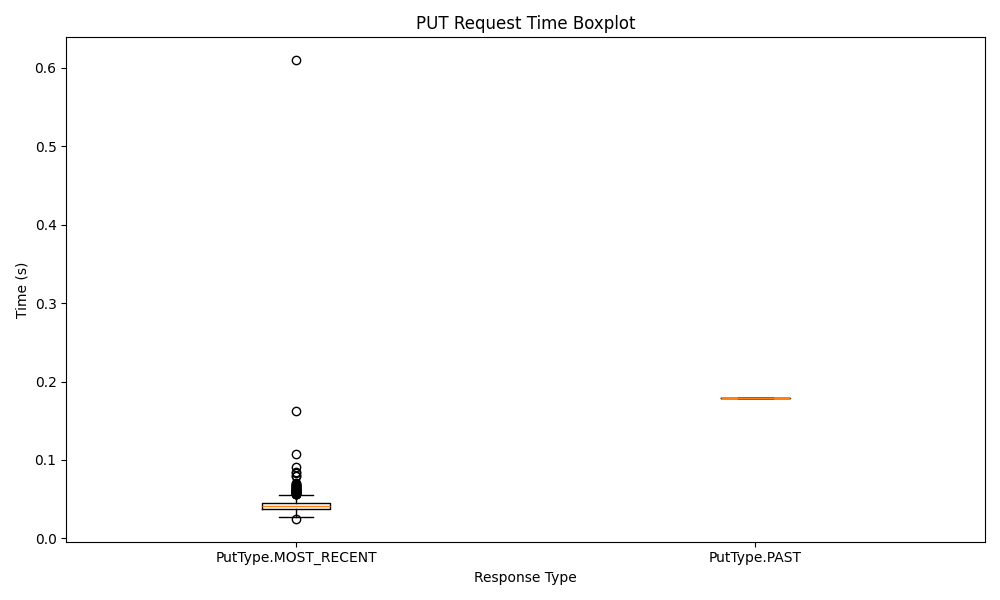 PUT Request Time Boxplot
0.6
0.5
0.4
0.3
0.2
0.1
0.0
Time (s)
PutType.MOST_RECENT
PutType.PAST
Response Type